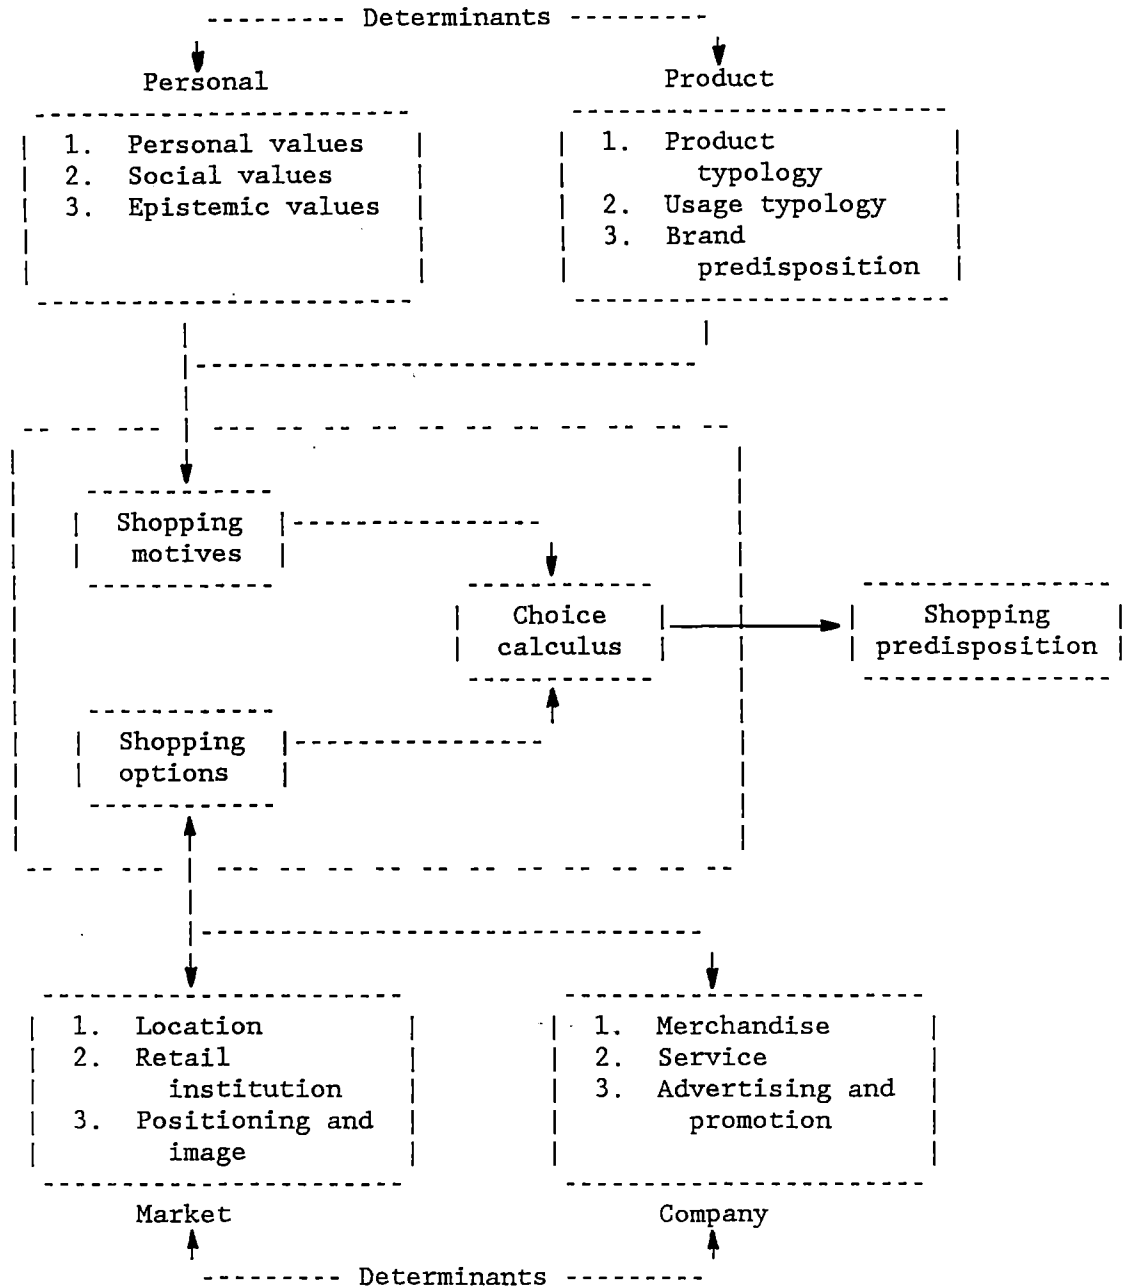 Determinants
Personal
Product
1. Personal values
2. Social values
3. Epistemic values
1. Product
typology
2. Usage typology
3. Brand
predisposition
Shopping
motives
Choice
calculus
Shopping
predisposition
Shopping
options
1. Location
2. Retail
institution
3. Positioning and
image
1. Merchandise
2. Service
3. Advertising and
promotion
Market
Company
Determinants